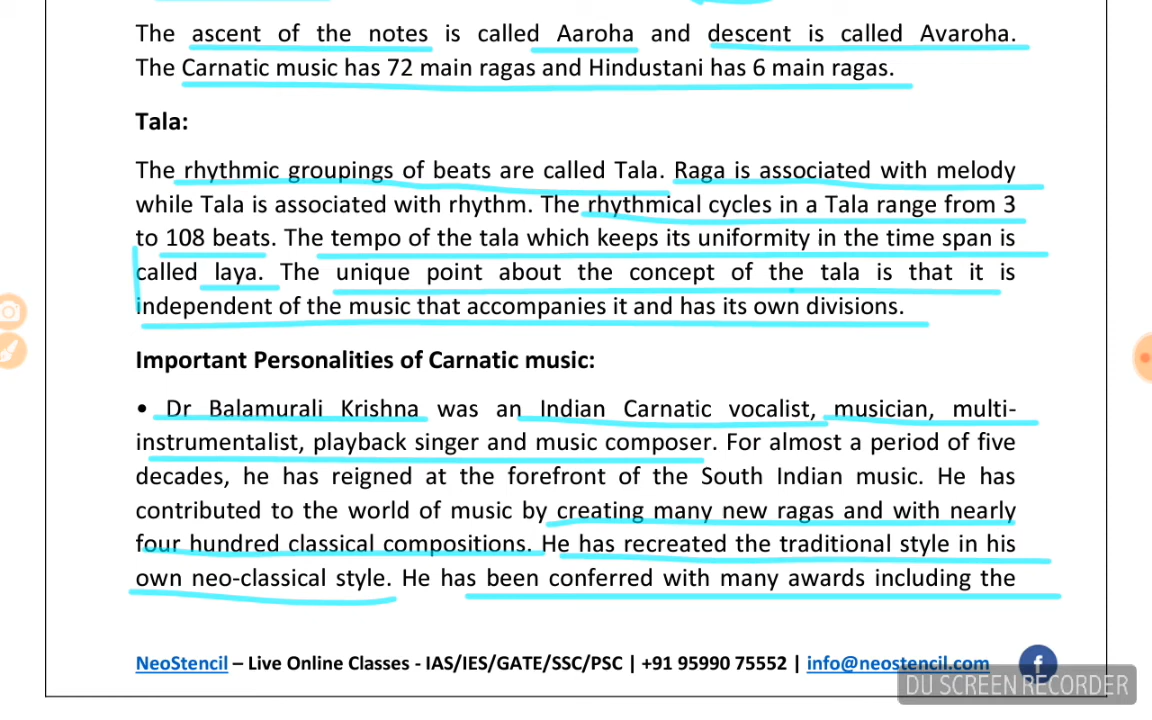 The ascent of the notes is called Aaroha and descent is called Avaroha.
The Carnatic music has 72 main ragas and Hindustani has 6 main ragas.
Tala:
The rhythmic groupings of beats are called Tala. Raga is associated with melody
while Tala is associated with rhythm. The rhythmical cycles in a Tala range from 3
to 108 beats. The tempo of the tala which keeps its uniformity in the time span is
called laya. The unique point about the concept of the tala is that it is
independent of the music that accompanies it and has its own divisions.
Important Personalities of Carnatic music:
• Dr Balamurali Krishna was an Indian Carnatic vocalist, musician, multi-
instrumentalist, playback singer and music composer. For almost a period of five
decades, he has reigned at the forefront of the South Indian music. He has
contributed to the world of music by creating many new ragas and with nearly
four hundred classical compositions. He has recreated the traditional style in his
own neo-classical style. He has been conferred with many awards including the
NeoStencil – Live Online Classes - IAS/IES/GATE/SSC/PSC | +91 95990 75552 | info@neostencil.com
f
DU SCREEN RECORDER